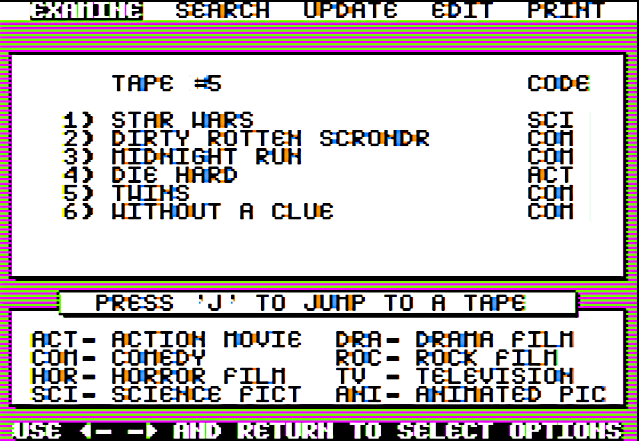 EXAMINE SEARCH UPDATE EDIT PRINT
TAPE #5 CODE
1) STAR WARS SCI
2) DIRTY ROTTEN SCRONDR COM
3) MIDNIGHT RUN COM
4) DIE HARD ACT
5) TWINS COM
6) WITHOUT A CLUE COM
PRESS 'J' TO JUMP TO A TAPE
ACT- ACTION MOVIE DRA- DRAMA FILM
COM- COMEDY ROC- ROCK FILM
HOR- HORROR FILM TV - TELEVISION
SCI- SCIENCE FICT ANI- ANIMATED PIC
USE <- -> AND RETURN TO SELECT OPTIONS